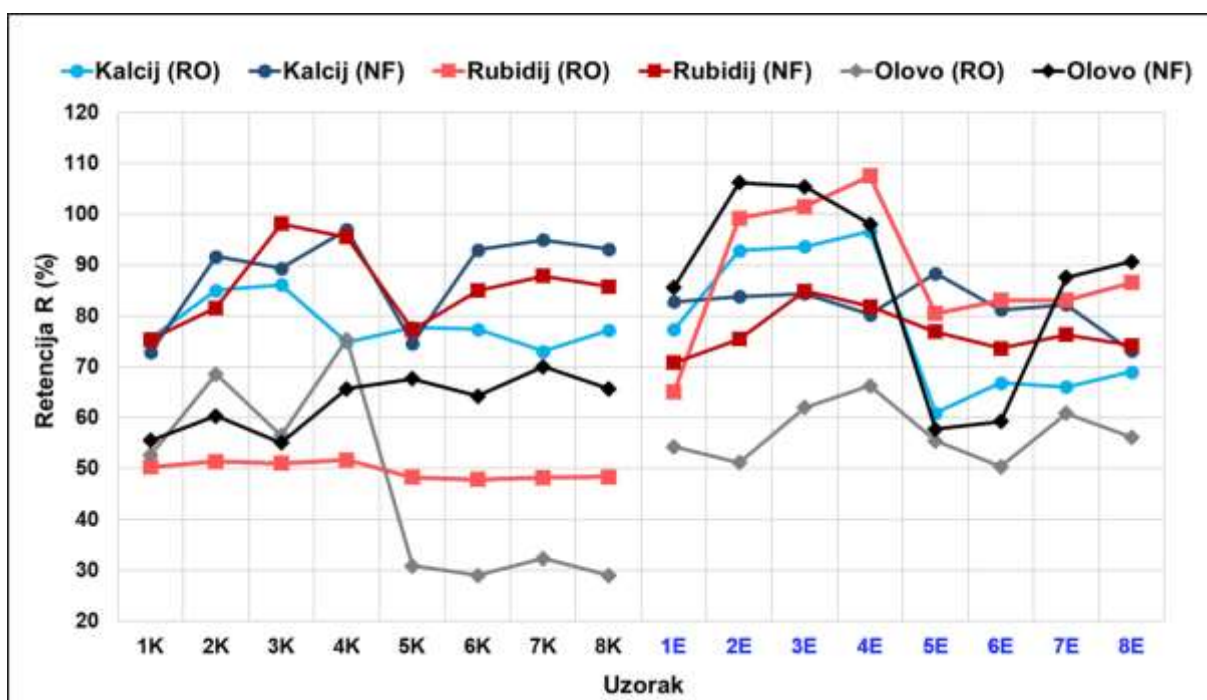 Kalcij (RO) Kalcij (NF) Rubidij (RO) Rubidij (NF) Olovo (RO) Olovo (NF)
120
110
100
90
80
70
60
50
40
30
20
Retencija R (%)
1K 2K 3K 4K 5K 6K 7K 8K 1E 2E 3E 4E 5E 6E 7E 8E
Uzorak